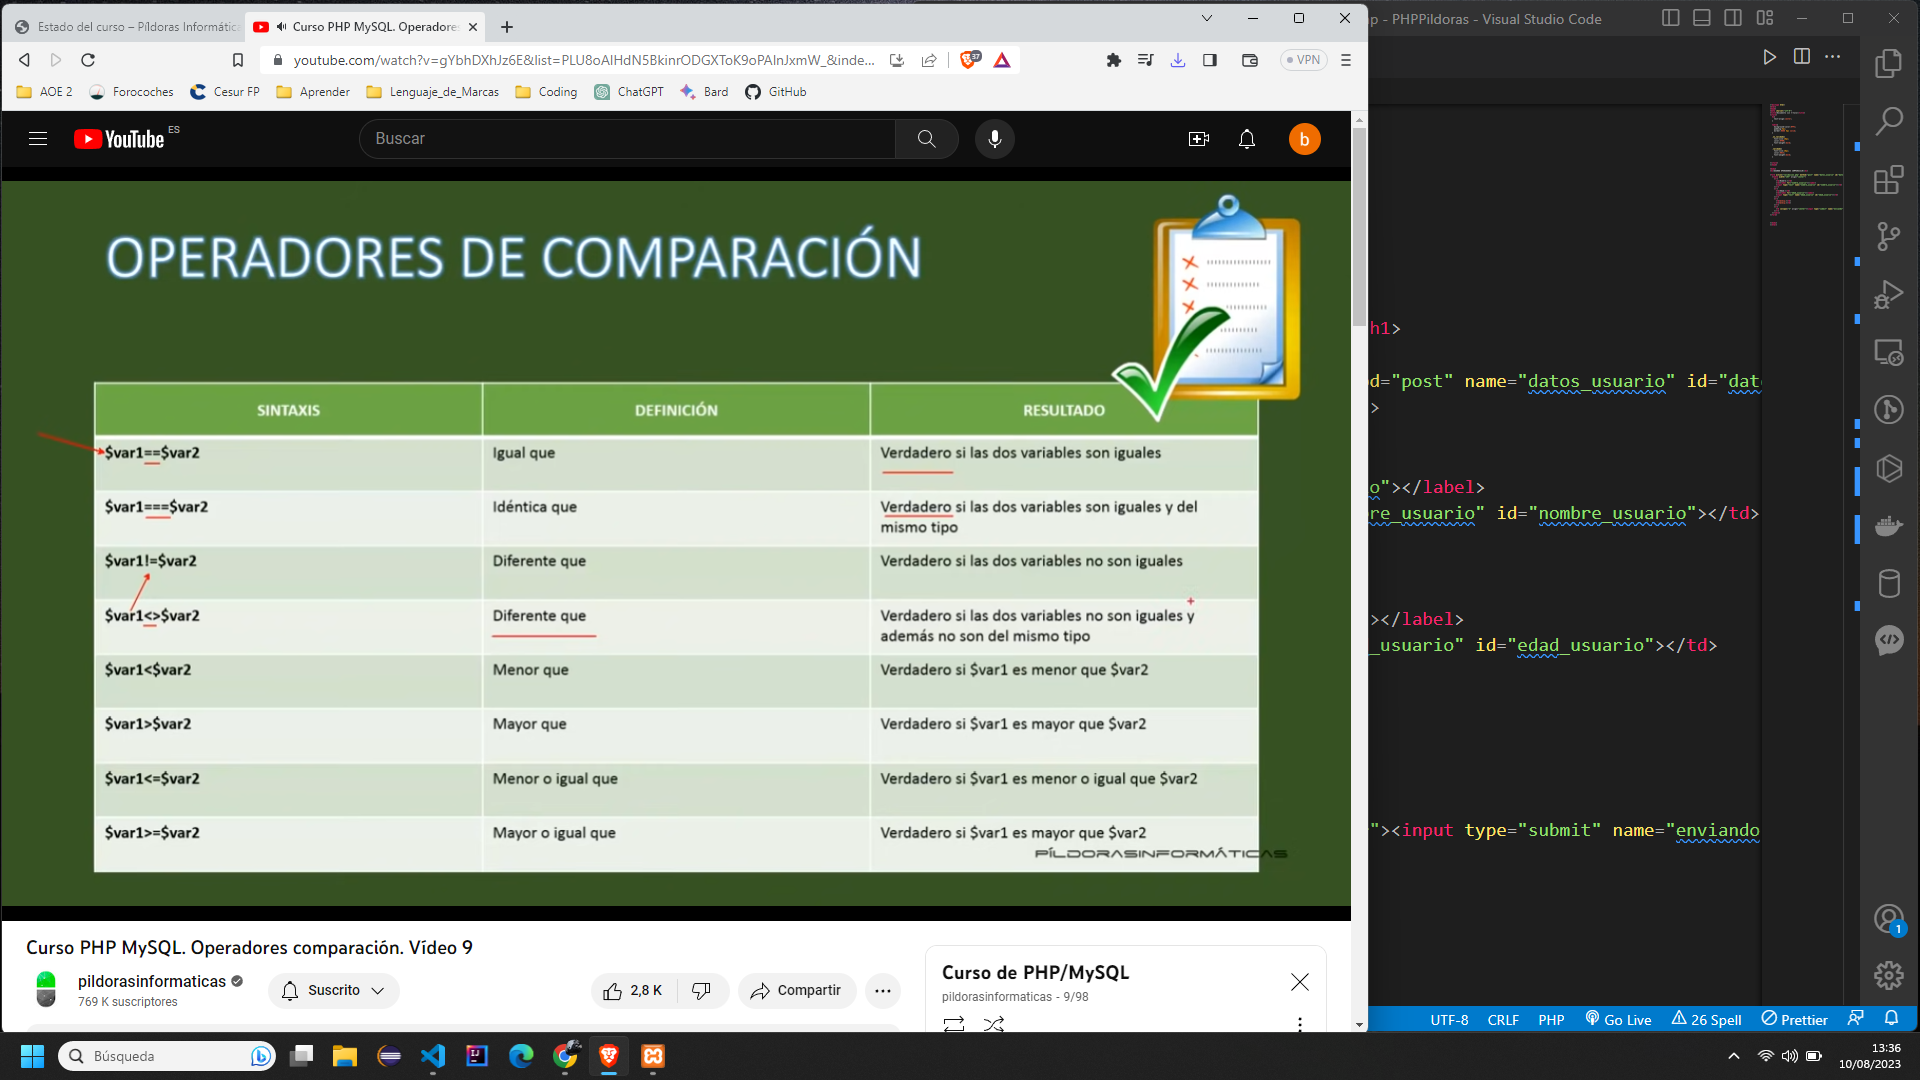 Estado del curso – Píldoras Informátic
Curso PHP MySQL. Operadores
youtube.com/watch?v=gYbhDXhJz6E&list=PLU8oAlHdN5BkinrODGXToK9oPAlnJxmW_&inde...
37
VPN
AOE 2
Forocoches
Cesur FP
Aprender
Lenguaje_de_Marcas
Coding
ChatGPT
Bard
GitHub
YouTube ES
Buscar
b
OPERADORES DE COMPARACIÓN
SINTAXIS DEFINICIÓN RESULTADO
$var1==$var2 Igual que Verdadero si las dos variables son iguales
$var1===$var2 Idéntica que Verdadero si las dos variables son iguales y del
mismo tipo
$var1!=$var2 Diferente que Verdadero si las dos variables no son iguales
$var1<>$var2 Diferente que Verdadero si las dos variables no son iguales y
además no son del mismo tipo
$var1<$var2 Menor que Verdadero si $var1 es menor que $var2
$var1>$var2 Mayor que Verdadero si $var1 es mayor que $var2
$var1<=$var2 Menor o igual que Verdadero si $var1 es menor o igual que $var2
$var1>=$var2 Mayor o igual que Verdadero si $var1 es mayor que $var2
PÍLDORASINFORMÁTICAS
Curso PHP MySQL. Operadores comparación. Vídeo 9
pildorasinformaticas
769 K suscriptores
Suscrito
2,8 K
Compartir
Curso de PHP/MySQL
pildorasinformaticas - 9/98
p - PHPPildoras - Visual Studio Code
h1>
od="post" name="datos_usuario" id="dat
>
o"></label>
re_usuario" id="nombre_usuario"></td>
></label>
_usuario" id="edad_usuario"></td>
"><input type="submit" name="enviando
1
UTF-8 CRLF PHP Go Live 26 Spell Prettier
Búsqueda
13:36
10/08/2023